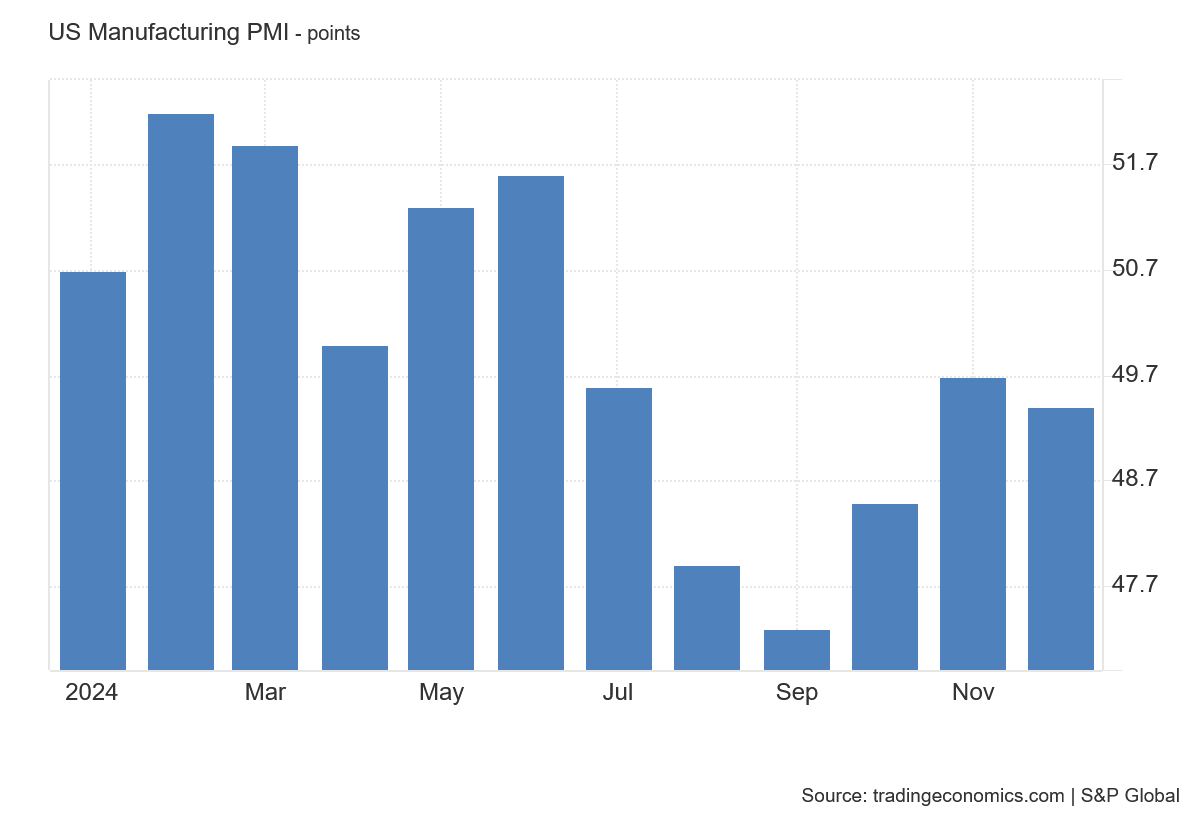 US Manufacturing PMI - points
51.7
50.7
49.7
48.7
47.7
2024 Mar May Jul Sep Nov
Source: tradingeconomics.com | S&P Global